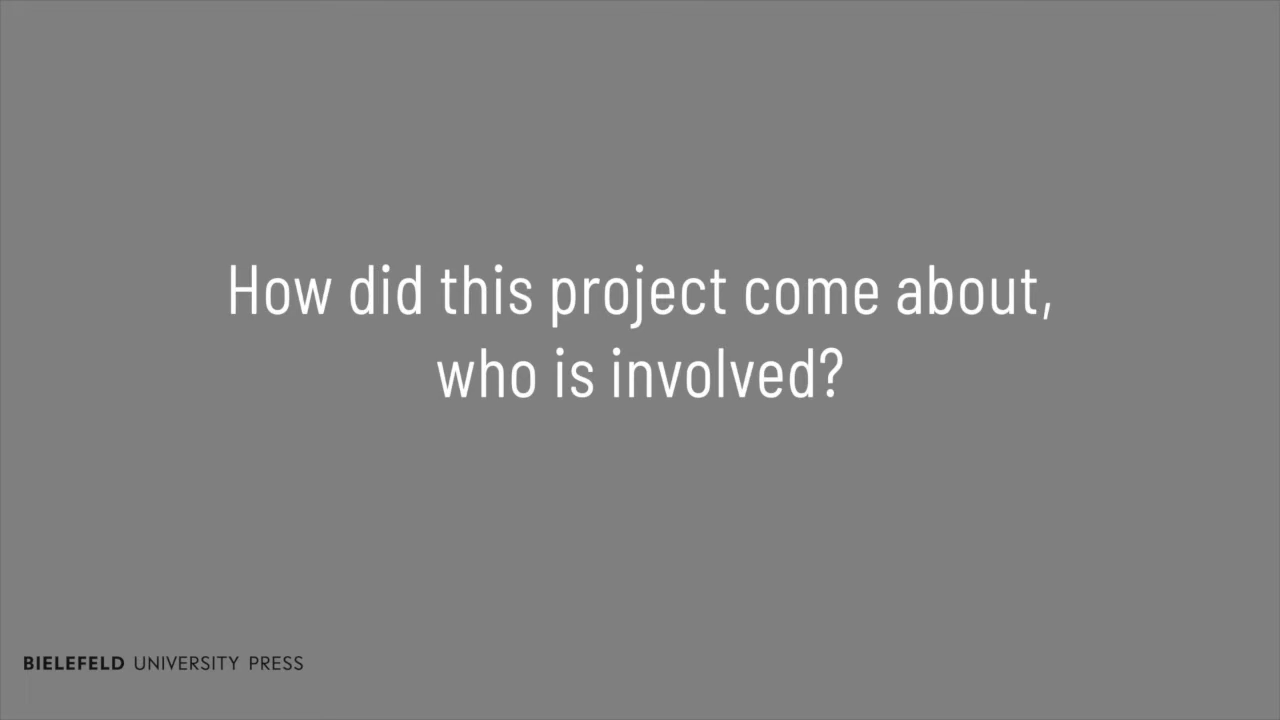 How did this project come about,
who is involved?
BIELEFELD UNIVERSITY PRESS